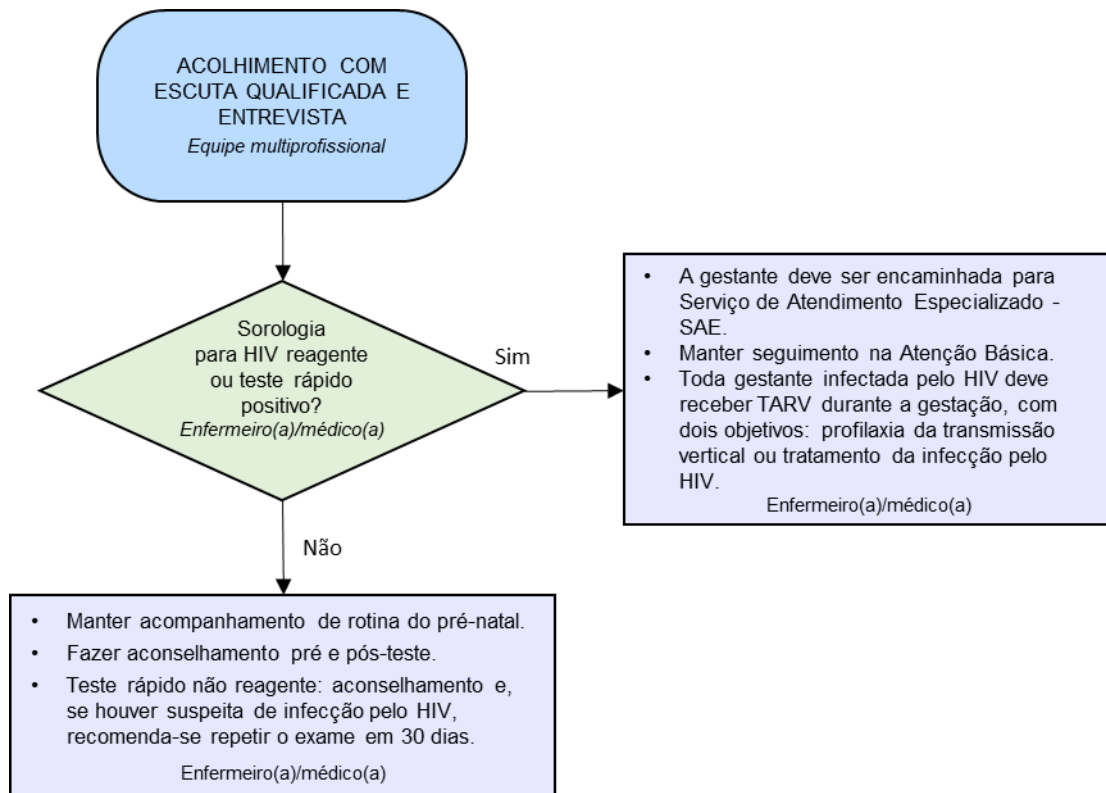 ACOLHIMENTO COM
ESCUTA QUALIFICADA E
ENTREVISTA
Equipe multiprofissional
Sorologia
para HIV reagente
ou teste rápido
positivo?
Enfermeiro(a)/médico(a)
Sim
• A gestante deve ser encaminhada para
Serviço de Atendimento Especializado -
SAE.
• Manter seguimento na Atenção Básica.
• Toda gestante infectada pelo HIV deve
receber TARV durante a gestação, com
dois objetivos: profilaxia da transmissão
vertical ou tratamento da infecção pelo
HIV.
Enfermeiro(a)/médico(a)
Não
• Manter acompanhamento de rotina do pré-natal.
• Fazer aconselhamento pré e pós-teste.
• Teste rápido não reagente: aconselhamento e,
se houver suspeita de infecção pelo HIV,
recomenda-se repetir o exame em 30 dias.
Enfermeiro(a)/médico(a)